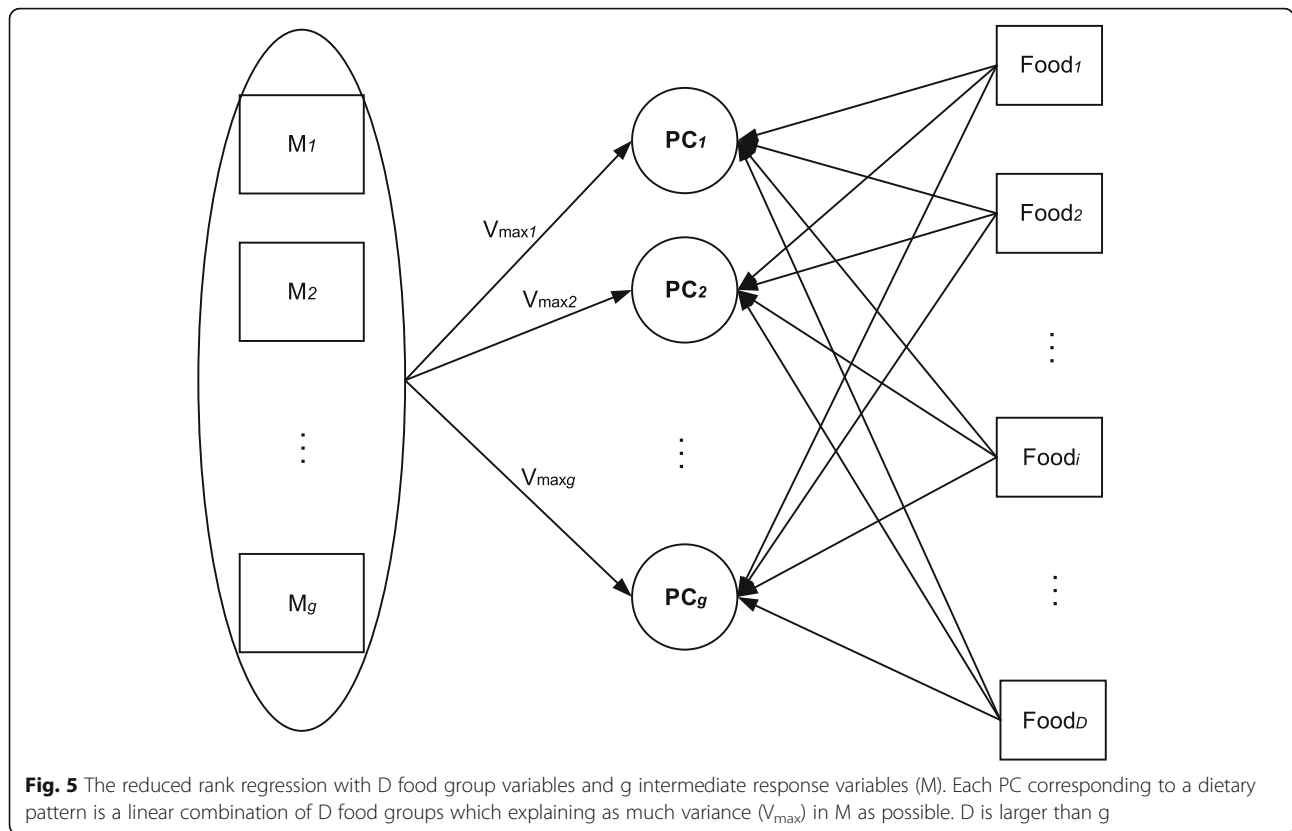 M1
M2
⋮
Mg
Vmax1
Vmax2
Vmaxg
PC1
PC2
⋮
PCg
Food1
Food2
⋮
Foodi
⋮
FoodD
Fig. 5 The reduced rank regression with D food group variables and g intermediate response variables (M). Each PC corresponding to a dietary
pattern is a linear combination of D food groups which explaining as much variance (Vmax) in M as possible. D is larger than g